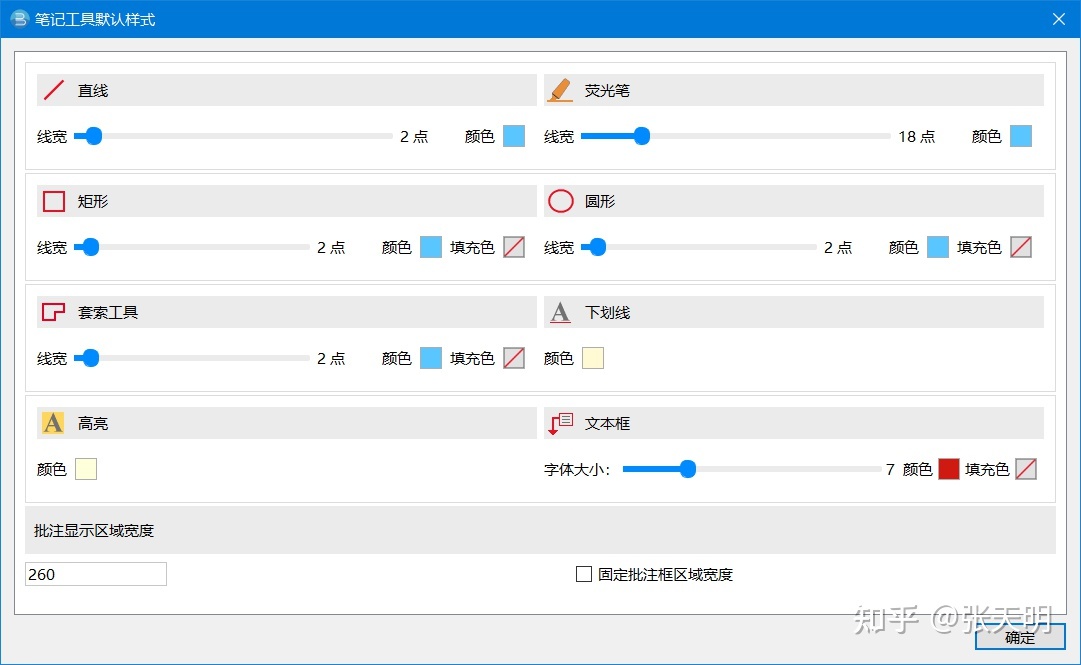 笔记工具默认样式
直线 荧光笔
线宽 2 点 颜色 线宽 18 点 颜色
矩形 圆形
线宽 2 点 颜色 填充色 线宽 2 点 颜色 填充色
套索工具 下划线
线宽 2 点 颜色 填充色 颜色
高亮 文本框
颜色 字体大小： 7 颜色 填充色
批注显示区域宽度
260 固定批注框区域宽度
知乎 @张天明
确定